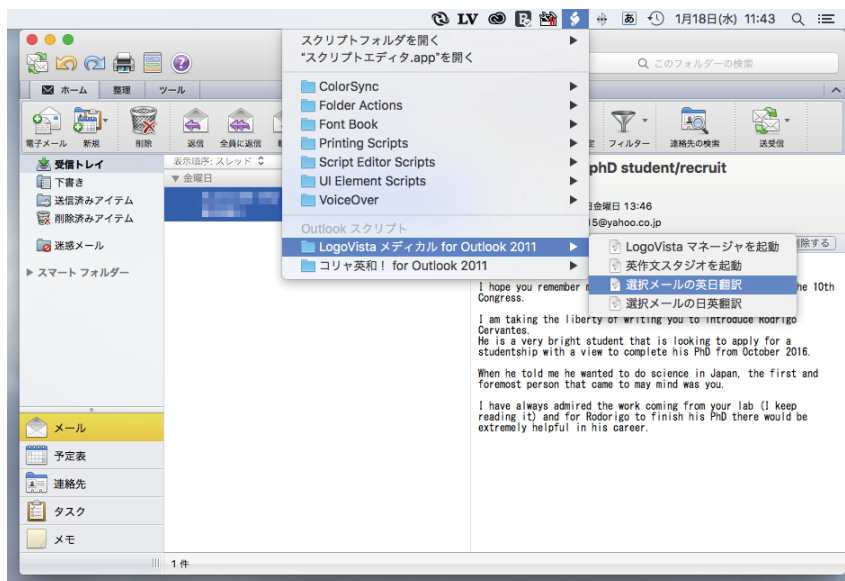 LV
あ
1月18日(水) 11:43
スクリプトフォルダを開く
"スクリプトエディタ.app"を開く
ColorSync
Folder Actions
Font Book
Printing Scripts
Script Editor Scripts
UI Element Scripts
VoiceOver
Outlook スクリプト
LogoVista メディカル for Outlook 2011
コリャ英和！ for Outlook 2011
LogoVista マネージャを起動
英作文スタジオを起動
選択メールの英日翻訳
選択メールの日英翻訳
このフォルダーの検索
ホーム
整理
ツール
電子メール
新規
削除
返信
全員に返信
フィルター
連絡先の検索
送受信
受信トレイ
下書き
送信済みアイテム
削除済みアイテム
迷惑メール
スマート フォルダー
表示順序: スレッド
金曜日
phD student/recruit
日金曜日 13:46
15@yahoo.co.jp
除する
I hope you remember
he 10th
Congress.
I am taking the liberty of writing you to introduce Rodrigo
Cervantes.
He is a very bright student that is looking to apply for a
studentship with a view to complete his PhD from October 2016.
When he told me he wanted to do science in Japan, the first and
foremost person that came to may mind was you.
I have always admired the work coming from your lab (I keep
reading it) and for Rodorigo to finish his PhD there would be
extremely helpful in his career.
メール
予定表
連絡先
タスク
メモ
1 件